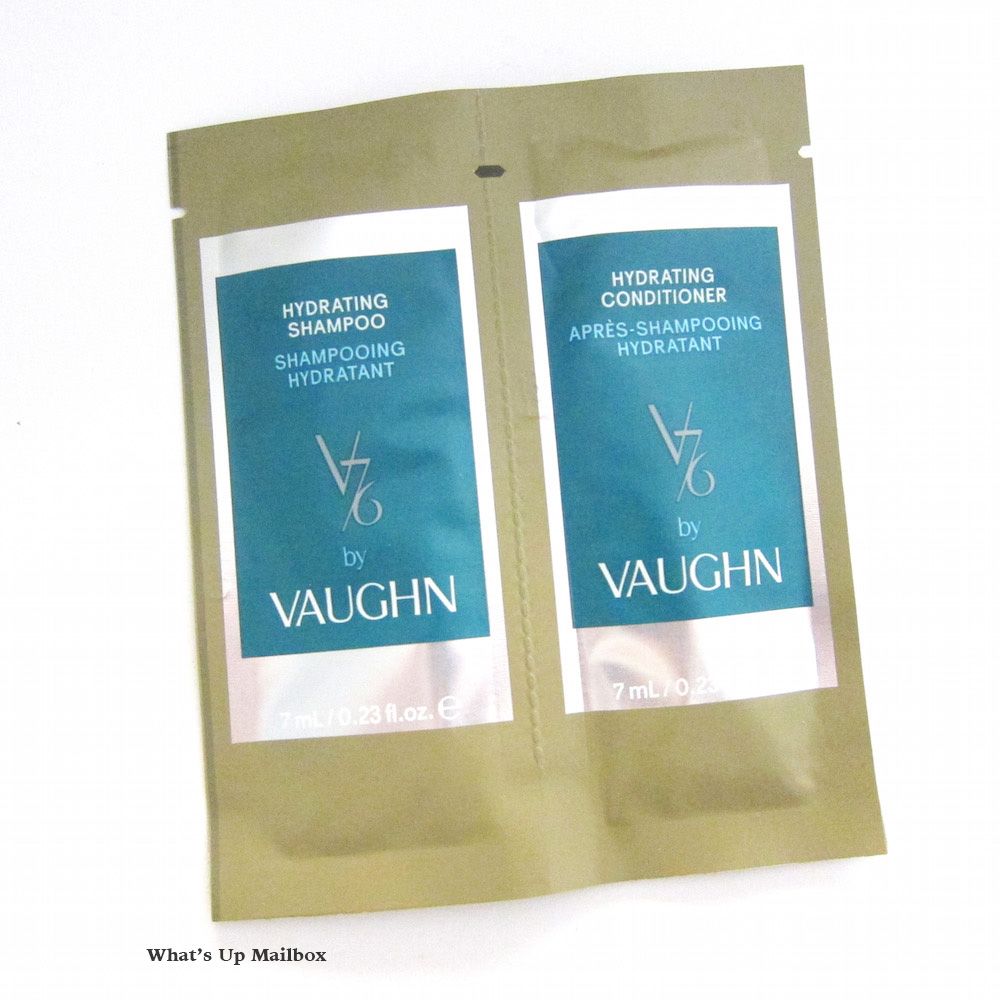 HYDRATING
SHAMPOO
SHAMPOOING
HYDRATANT
V76
by
VAUGHN
7 mL / 0.23 fl.oz. ℮
HYDRATING
CONDITIONER
APRÈS-SHAMPOOING
HYDRATANT
V76
by
VAUGHN
7 mL / 0.23
What's Up Mailbox